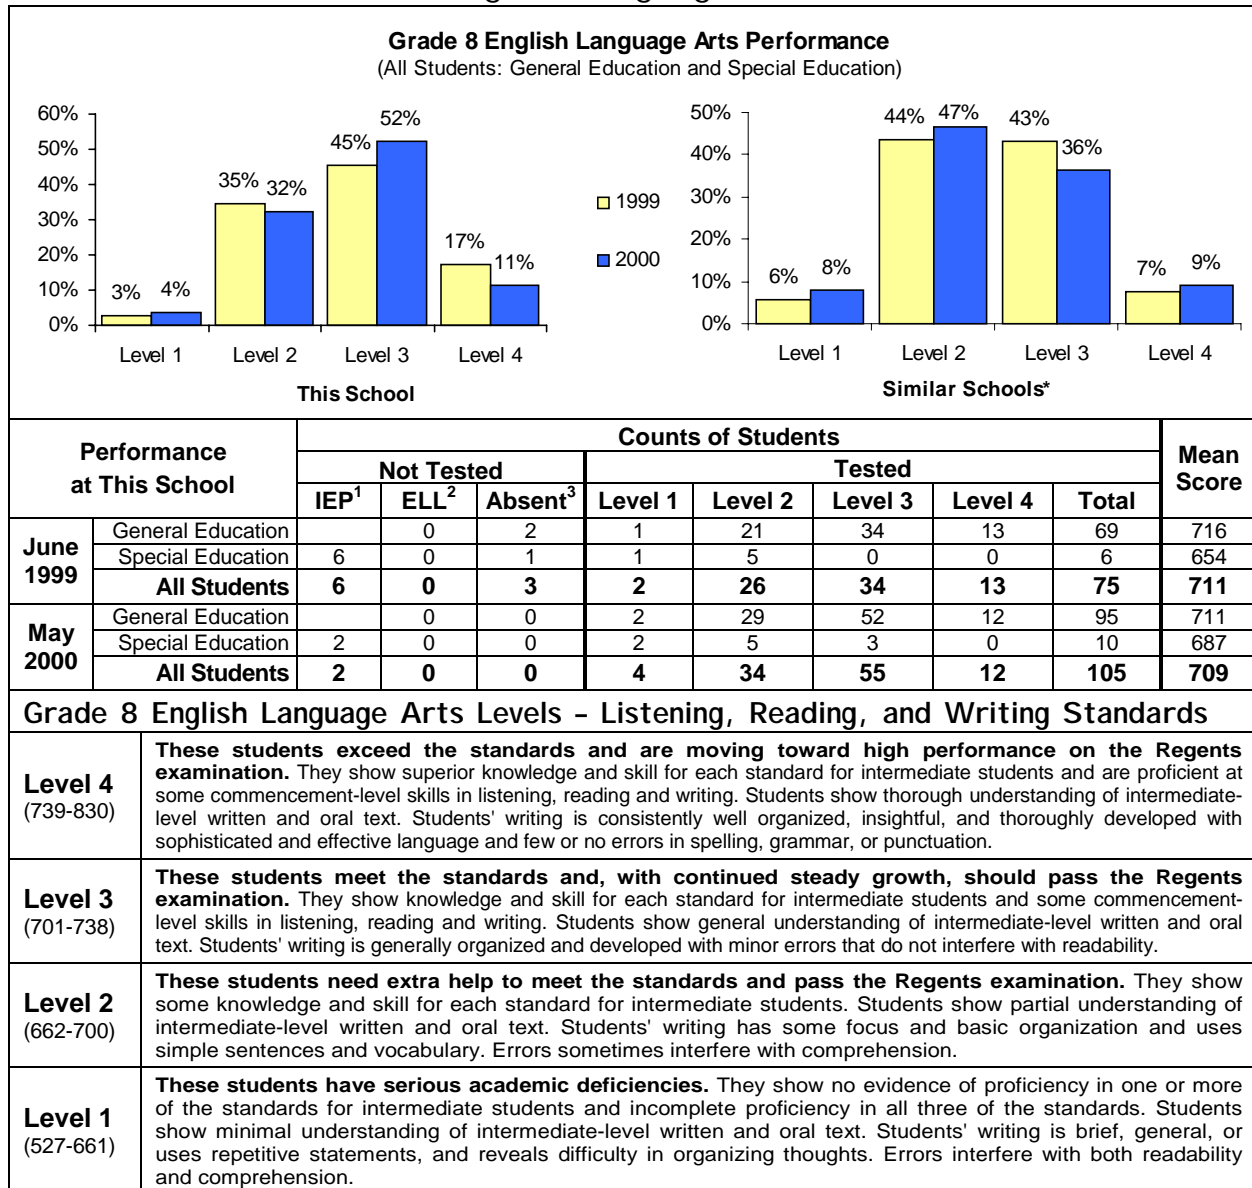 Grade 8 English Language Arts Performance
(All Students: General Education and Special Education)
60%
50%
40%
30%
20%
10%
0%
3% 4%
35% 32%
45% 52%
17% 11%
Level 1 Level 2 Level 3 Level 4
This School
1999
2000
50%
40%
30%
20%
10%
0%
6% 8%
44% 47%
43% 36%
7% 9%
Level 1 Level 2 Level 3 Level 4
Similar Schools*
Performance
at This School
Counts of Students
Mean
Score
Not Tested Tested
IEP1 ELL2 Absent3 Level 1 Level 2 Level 3 Level 4 Total
June
1999
General Education 0 2 1 21 34 13 69 716
Special Education 6 0 1 1 5 0 0 6 654
All Students 6 0 3 2 26 34 13 75 711
May
2000
General Education 0 0 2 29 52 12 95 711
Special Education 2 0 0 2 5 3 0 10 687
All Students 2 0 0 4 34 55 12 105 709
Grade 8 English Language Arts Levels – Listening, Reading, and Writing Standards
Level 4
(739-830)
These students exceed the standards and are moving toward high performance on the Regents
examination. They show superior knowledge and skill for each standard for intermediate students and are proficient at
some commencement-level skills in listening, reading and writing. Students show thorough understanding of intermediate-
level written and oral text. Students' writing is consistently well organized, insightful, and thoroughly developed with
sophisticated and effective language and few or no errors in spelling, grammar, or punctuation.
Level 3
(701-738)
These students meet the standards and, with continued steady growth, should pass the Regents
examination. They show knowledge and skill for each standard for intermediate students and some commencement-
level skills in listening, reading and writing. Students show general understanding of intermediate-level written and oral
text. Students' writing is generally organized and developed with minor errors that do not interfere with readability.
Level 2
(662-700)
These students need extra help to meet the standards and pass the Regents examination. They show
some knowledge and skill for each standard for intermediate students. Students show partial understanding of
intermediate-level written and oral text. Students' writing has some focus and basic organization and uses
simple sentences and vocabulary. Errors sometimes interfere with comprehension.
Level 1
(527-661)
These students have serious academic deficiencies. They show no evidence of proficiency in one or more
of the standards for intermediate students and incomplete proficiency in all three of the standards. Students
show minimal understanding of intermediate-level written and oral text. Students' writing is brief, general, or
uses repetitive statements, and reveals difficulty in organizing thoughts. Errors interfere with both readability
and comprehension.